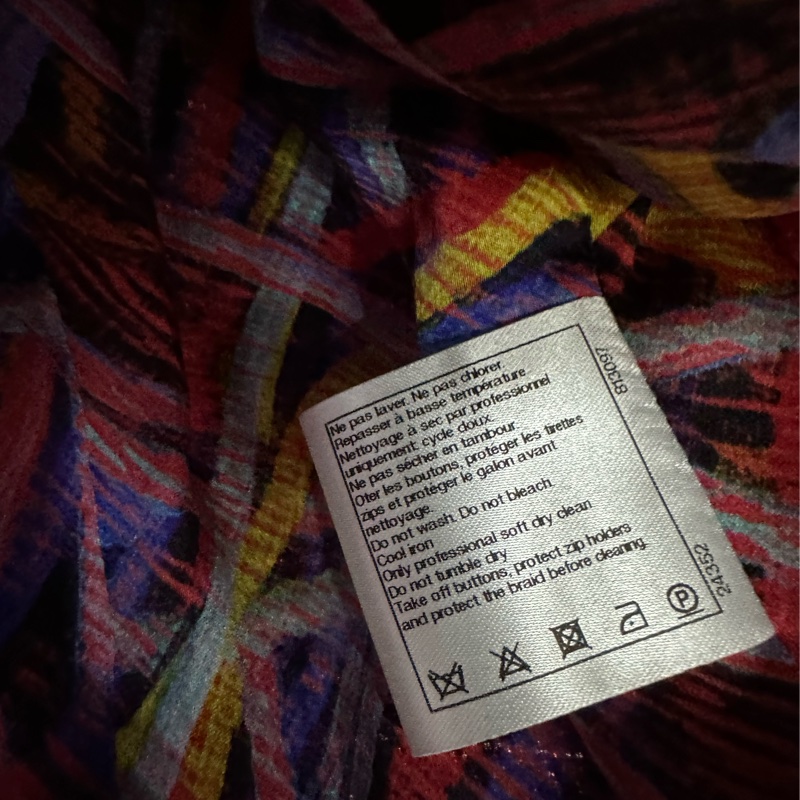 Ne pas laver. Ne pas chlorer.
Repasser à basse température
Nettoyage à sec par professionnel
uniquement: cycle doux.
Ne pas sécher en tambour.
Oter les boutons, protéger les tirettes
zips et protéger le galon avant
nettoyage.
Do not wash. Do not bleach
Cool iron
Only professional soft dry clean
Do not tumble dry
Take off buttons, protect zip holders
and protect the braid before cleaning.
P
24352